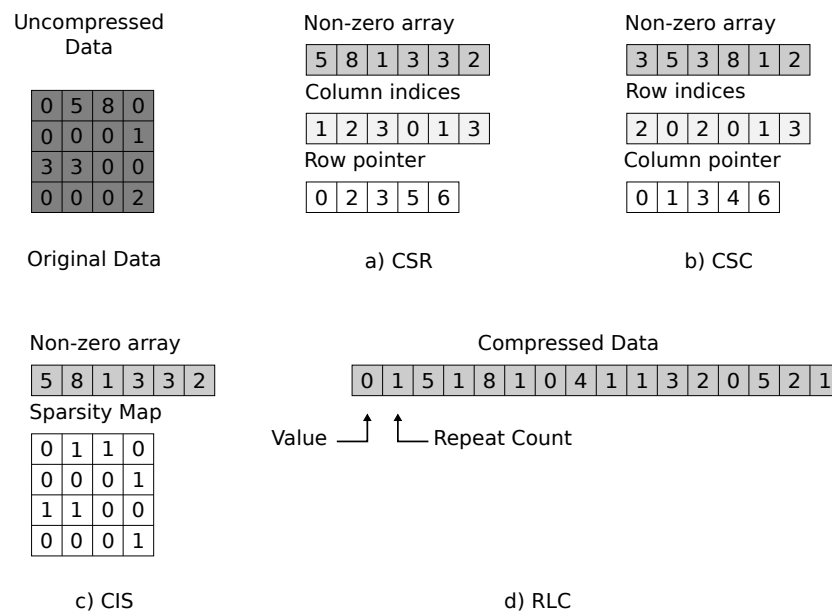 Uncompressed
Data
0 5 8 0
0 0 0 1
3 3 0 0
0 0 0 2
Original Data
Non-zero array
5 8 1 3 3 2
Column indices
1 2 3 0 1 3
Row pointer
0 2 3 5 6
a) CSR
Non-zero array
3 5 3 8 1 2
Row indices
2 0 2 0 1 3
Column pointer
0 1 3 4 6
b) CSC
Non-zero array
5 8 1 3 3 2
Sparsity Map
0 1 1 0
0 0 0 1
1 1 0 0
0 0 0 1
c) CIS
Compressed Data
0 1 5 1 8 1 0 4 1 1 3 2 0 5 2 1
Value
Repeat Count
d) RLC